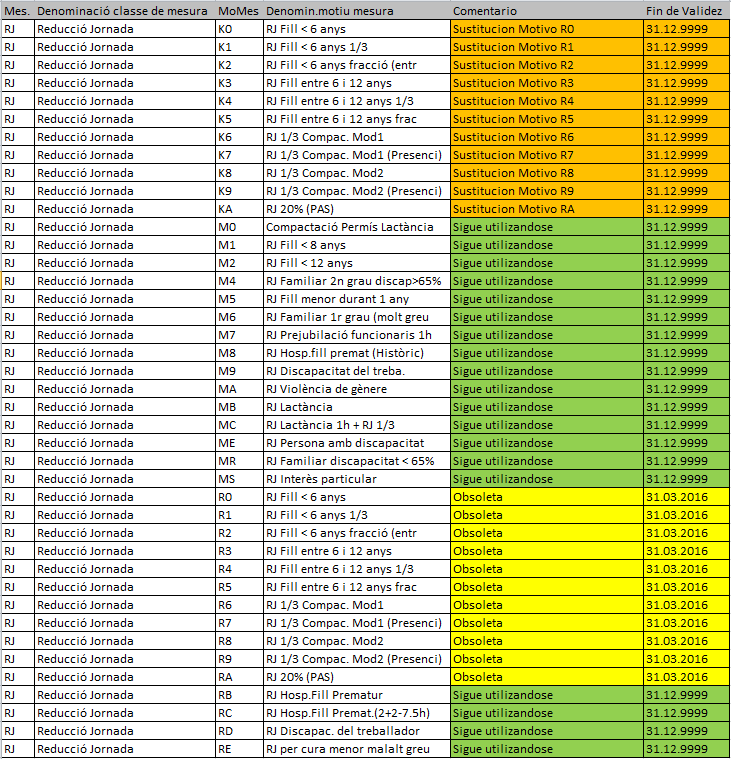 Mes. Denominació classe de mesura MoMes Denomin.motiu mesura Comentario Fin de Validez
RJ Reducció Jornada K0 RJ Fill < 6 anys Sustitucion Motivo R0 31.12.9999
RJ Reducció Jornada K1 RJ Fill < 6 anys 1/3 Sustitucion Motivo R1 31.12.9999
RJ Reducció Jornada K2 RJ Fill < 6 anys fracció (entr Sustitucion Motivo R2 31.12.9999
RJ Reducció Jornada K3 RJ Fill entre 6 i 12 anys Sustitucion Motivo R3 31.12.9999
RJ Reducció Jornada K4 RJ Fill entre 6 i 12 anys 1/3 Sustitucion Motivo R4 31.12.9999
RJ Reducció Jornada K5 RJ Fill entre 6 i 12 anys frac Sustitucion Motivo R5 31.12.9999
RJ Reducció Jornada K6 RJ 1/3 Compac. Mod1 Sustitucion Motivo R6 31.12.9999
RJ Reducció Jornada K7 RJ 1/3 Compac. Mod1 (Presenci) Sustitucion Motivo R7 31.12.9999
RJ Reducció Jornada K8 RJ 1/3 Compac. Mod2 Sustitucion Motivo R8 31.12.9999
RJ Reducció Jornada K9 RJ 1/3 Compac. Mod2 (Presenci) Sustitucion Motivo R9 31.12.9999
RJ Reducció Jornada KA RJ 20% (PAS) Sustitucion Motivo RA 31.12.9999
RJ Reducció Jornada M0 Compactació Permís Lactància Sigue utilizandose 31.12.9999
RJ Reducció Jornada M1 RJ Fill < 8 anys Sigue utilizandose 31.12.9999
RJ Reducció Jornada M2 RJ Fill < 12 anys Sigue utilizandose 31.12.9999
RJ Reducció Jornada M4 RJ Familiar 2n grau discap>65% Sigue utilizandose 31.12.9999
RJ Reducció Jornada M5 RJ Fill menor durant 1 any Sigue utilizandose 31.12.9999
RJ Reducció Jornada M6 RJ Familiar 1r grau (molt greu Sigue utilizandose 31.12.9999
RJ Reducció Jornada M7 RJ Prejubilació funcionaris 1h Sigue utilizandose 31.12.9999
RJ Reducció Jornada M8 RJ Hosp.fill premat (Històric) Sigue utilizandose 31.12.9999
RJ Reducció Jornada M9 RJ Discapacitat del treba. Sigue utilizandose 31.12.9999
RJ Reducció Jornada MA RJ Violència de gènere Sigue utilizandose 31.12.9999
RJ Reducció Jornada MB RJ Lactància Sigue utilizandose 31.12.9999
RJ Reducció Jornada MC RJ Lactància 1h + RJ 1/3 Sigue utilizandose 31.12.9999
RJ Reducció Jornada ME RJ Persona amb discapacitat Sigue utilizandose 31.12.9999
RJ Reducció Jornada MR RJ Familiar discapacitat < 65% Sigue utilizandose 31.12.9999
RJ Reducció Jornada MS RJ Interès particular Sigue utilizandose 31.12.9999
RJ Reducció Jornada R0 RJ Fill < 6 anys Obsoleta 31.03.2016
RJ Reducció Jornada R1 RJ Fill < 6 anys 1/3 Obsoleta 31.03.2016
RJ Reducció Jornada R2 RJ Fill < 6 anys fracció (entr Obsoleta 31.03.2016
RJ Reducció Jornada R3 RJ Fill entre 6 i 12 anys Obsoleta 31.03.2016
RJ Reducció Jornada R4 RJ Fill entre 6 i 12 anys 1/3 Obsoleta 31.03.2016
RJ Reducció Jornada R5 RJ Fill entre 6 i 12 anys frac Obsoleta 31.03.2016
RJ Reducció Jornada R6 RJ 1/3 Compac. Mod1 Obsoleta 31.03.2016
RJ Reducció Jornada R7 RJ 1/3 Compac. Mod1 (Presenci) Obsoleta 31.03.2016
RJ Reducció Jornada R8 RJ 1/3 Compac. Mod2 Obsoleta 31.03.2016
RJ Reducció Jornada R9 RJ 1/3 Compac. Mod2 (Presenci) Obsoleta 31.03.2016
RJ Reducció Jornada RA RJ 20% (PAS) Obsoleta 31.03.2016
RJ Reducció Jornada RB RJ Hosp.Fill Prematur Sigue utilizandose 31.12.9999
RJ Reducció Jornada RC RJ Hosp.Fill Premat.(2+2-7.5h) Sigue utilizandose 31.12.9999
RJ Reducció Jornada RD RJ Discapac. del treballador Sigue utilizandose 31.12.9999
RJ Reducció Jornada RE RJ per cura menor malalt greu Sigue utilizandose 31.12.9999